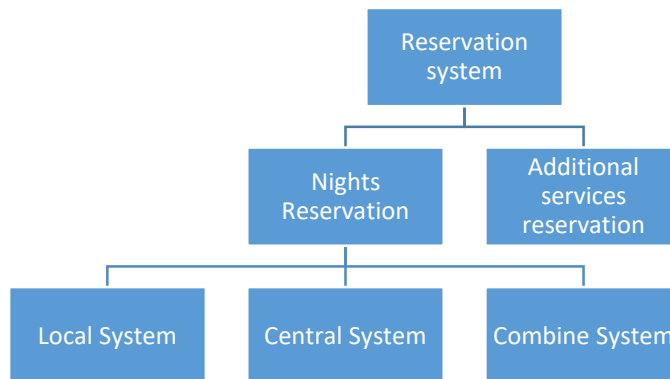 Reservation
system
Nights
Reservation
Additional
services
reservation
Local System
Central System
Combine System